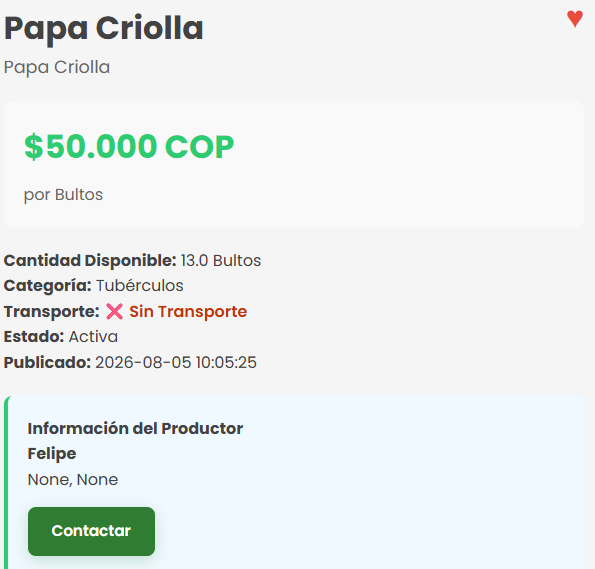 Papa Criolla
Papa Criolla
$50.000 COP
por Bultos
Cantidad Disponible: 13.0 Bultos
Categoría: Tubérculos
Transporte: ❌ Sin Transporte
Estado: Activa
Publicado: 2026-08-05 10:05:25
Información del Productor
Felipe
None, None
Contactar